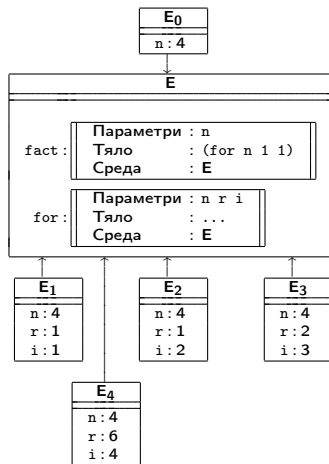 E0
n : 4
E
fact :
Параметри : n
Тяло : (for n 1 1)
Среда : E
for :
Параметри : n r i
Тяло : ...
Среда : E
E1
n : 4
r : 1
i : 1
E2
n : 4
r : 1
i : 2
E3
n : 4
r : 2
i : 3
E4
n : 4
r : 6
i : 4